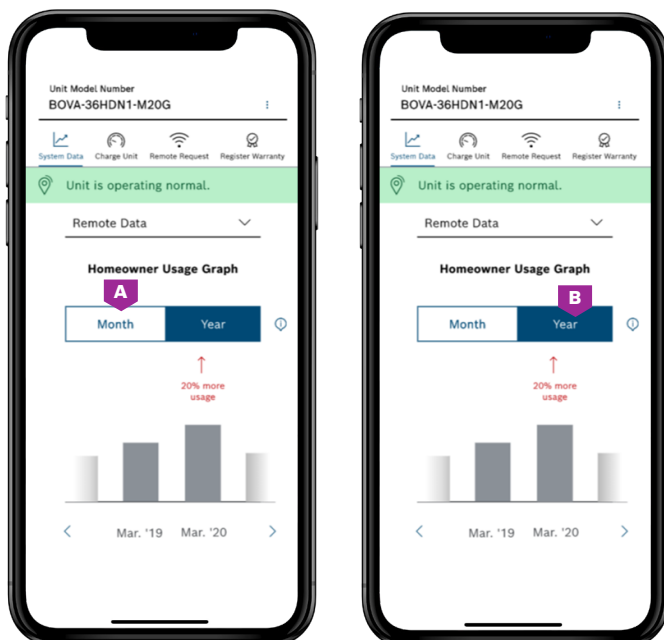 Unit Model Number
BOVA-36HDN1-M20G
System Data Charge Unit Remote Request Register Warranty
Unit is operating normal.
Remote Data
Homeowner Usage Graph
A
Month Year
20% more
usage
Mar. '19 Mar. '20
Unit Model Number
BOVA-36HDN1-M20G
System Data Charge Unit Remote Request Register Warranty
Unit is operating normal.
Remote Data
Homeowner Usage Graph
B
Month Year
20% more
usage
Mar. '19 Mar. '20